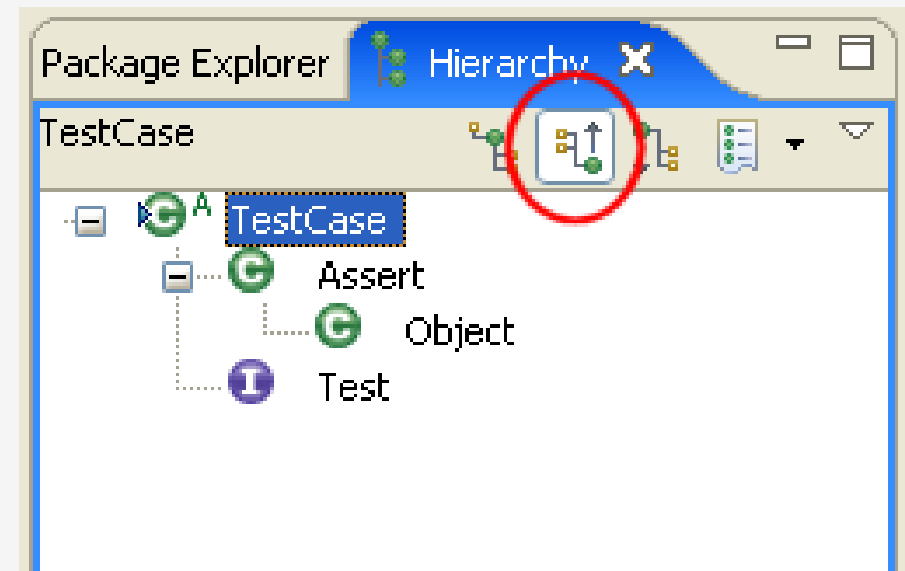 Package Explorer Hierarchy
TestCase
A TestCase
Assert
Object
Test